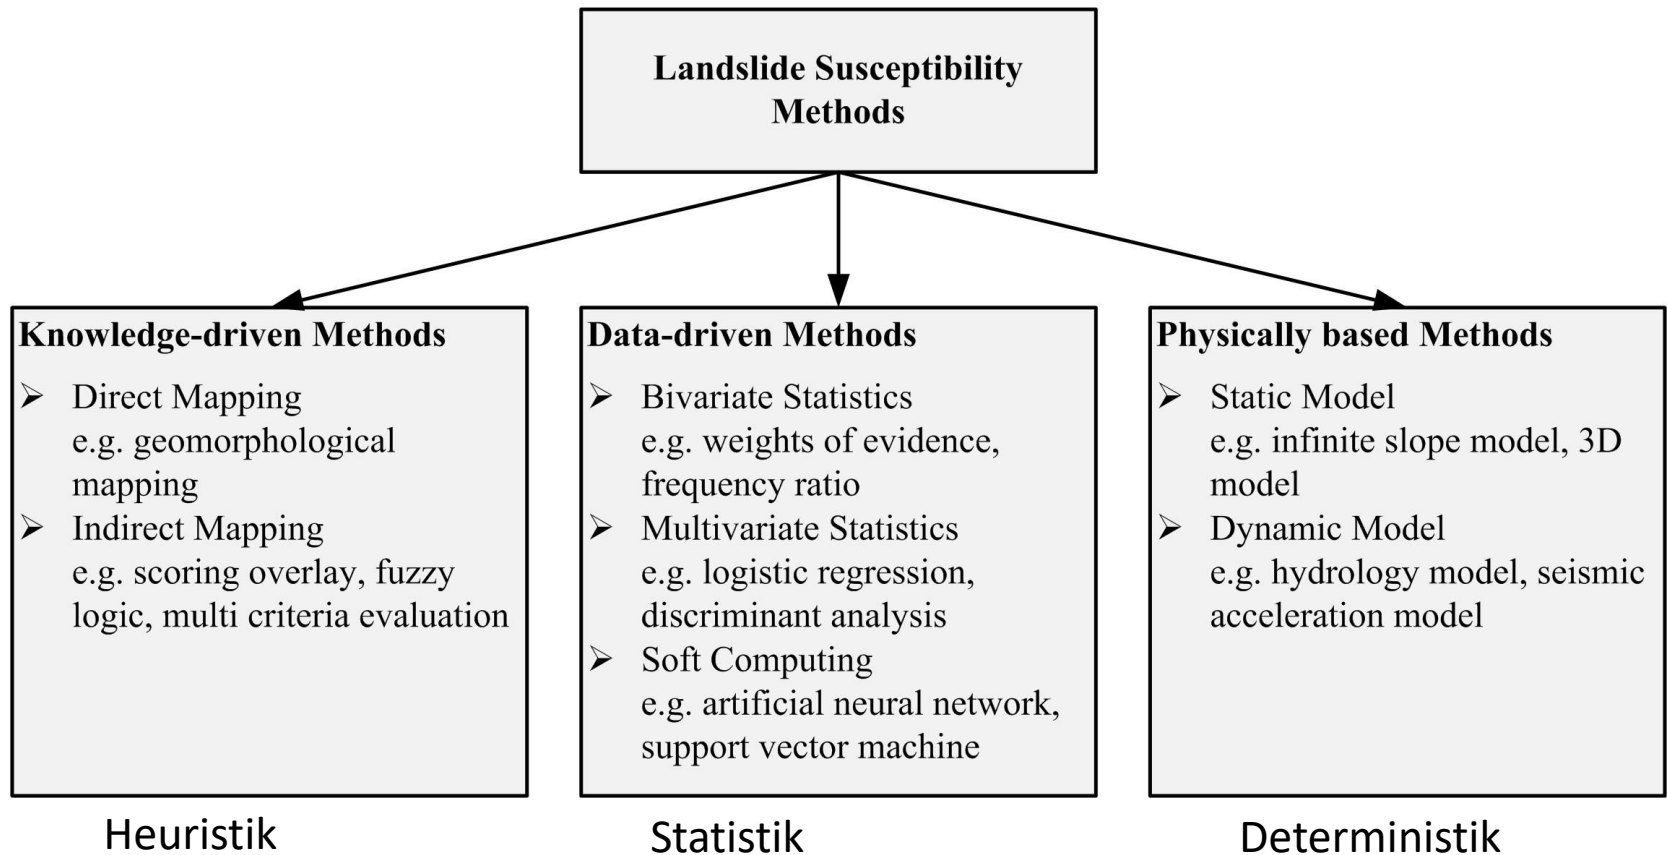 Landslide Susceptibility
Methods
Knowledge-driven Methods
➢ Direct Mapping
e.g. geomorphological
mapping
➢ Indirect Mapping
e.g. scoring overlay, fuzzy
logic, multi criteria evaluation
Heuristik
Data-driven Methods
➢ Bivariate Statistics
e.g. weights of evidence,
frequency ratio
➢ Multivariate Statistics
e.g. logistic regression,
discriminant analysis
➢ Soft Computing
e.g. artificial neural network,
support vector machine
Statistik
Physically based Methods
➢ Static Model
e.g. infinite slope model, 3D
model
➢ Dynamic Model
e.g. hydrology model, seismic
acceleration model
Deterministik